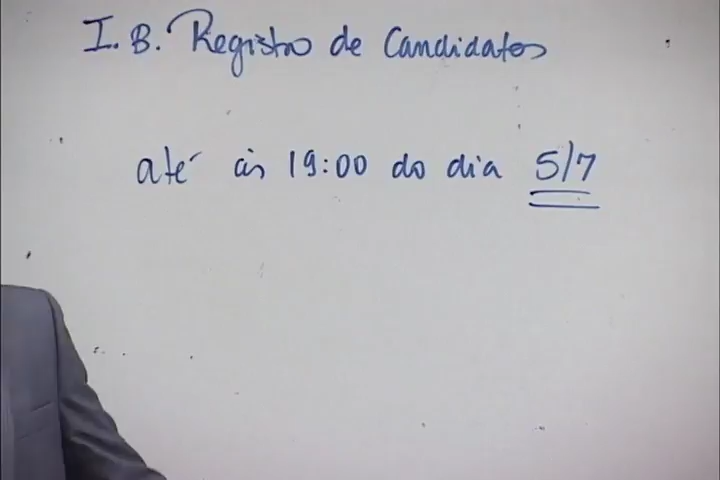 I.B. Registro de Candidatos
até às 19:00 do dia 5/7